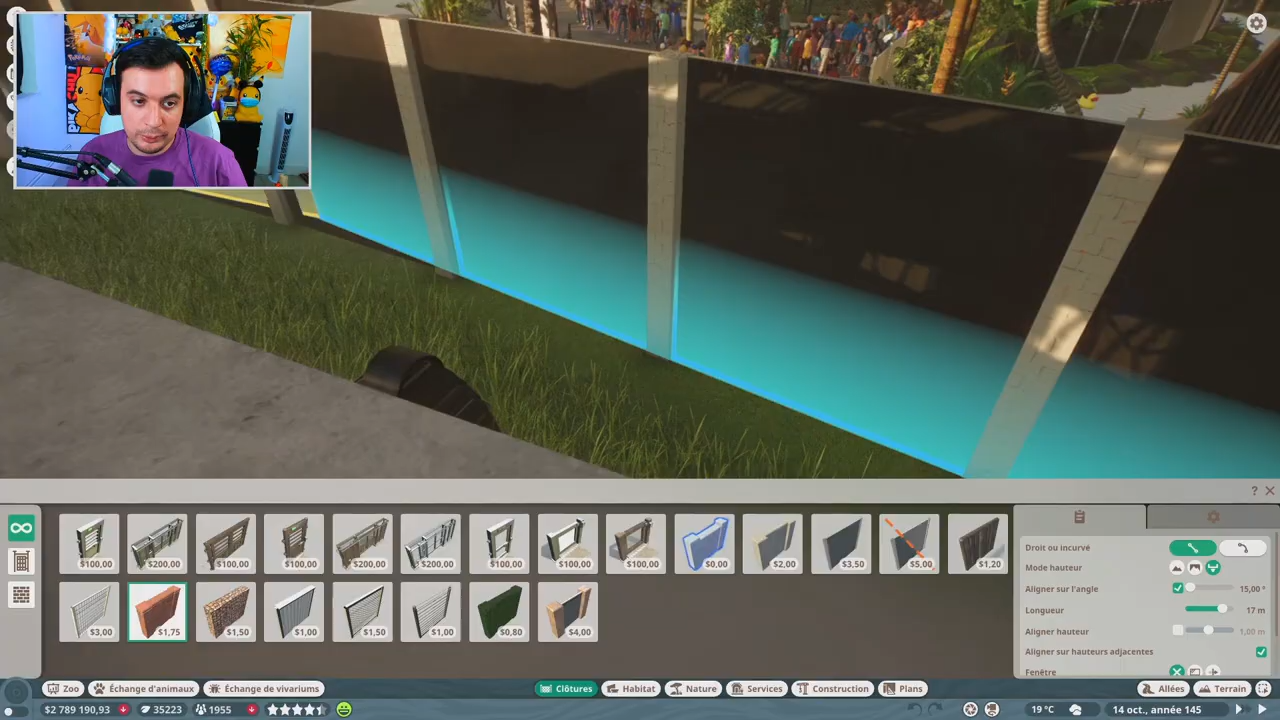 $100,00
$200,00
$100,00
$100,00
$200,00
$200,00
$100,00
$100,00
$100,00
$0,00
$2,00
$3,50
$5,00
$1,20
$3,00
$1,75
$1,50
$1,00
$1,50
$1,00
$0,80
$4,00
? ×
Droit ou incurvé
Mode hauteur
Aligner sur l'angle 15,00°
Longueur 17 m
Aligner hauteur 1,00 m
Aligner sur hauteurs adjacentes
Fenêtre
Zoo Échange d'animaux Échange de vivariums Clôtures Habitat Nature Services Construction Plans Allées Terrain
$2 789 190,93 35223 1955 19 °C 14 oct., année 145